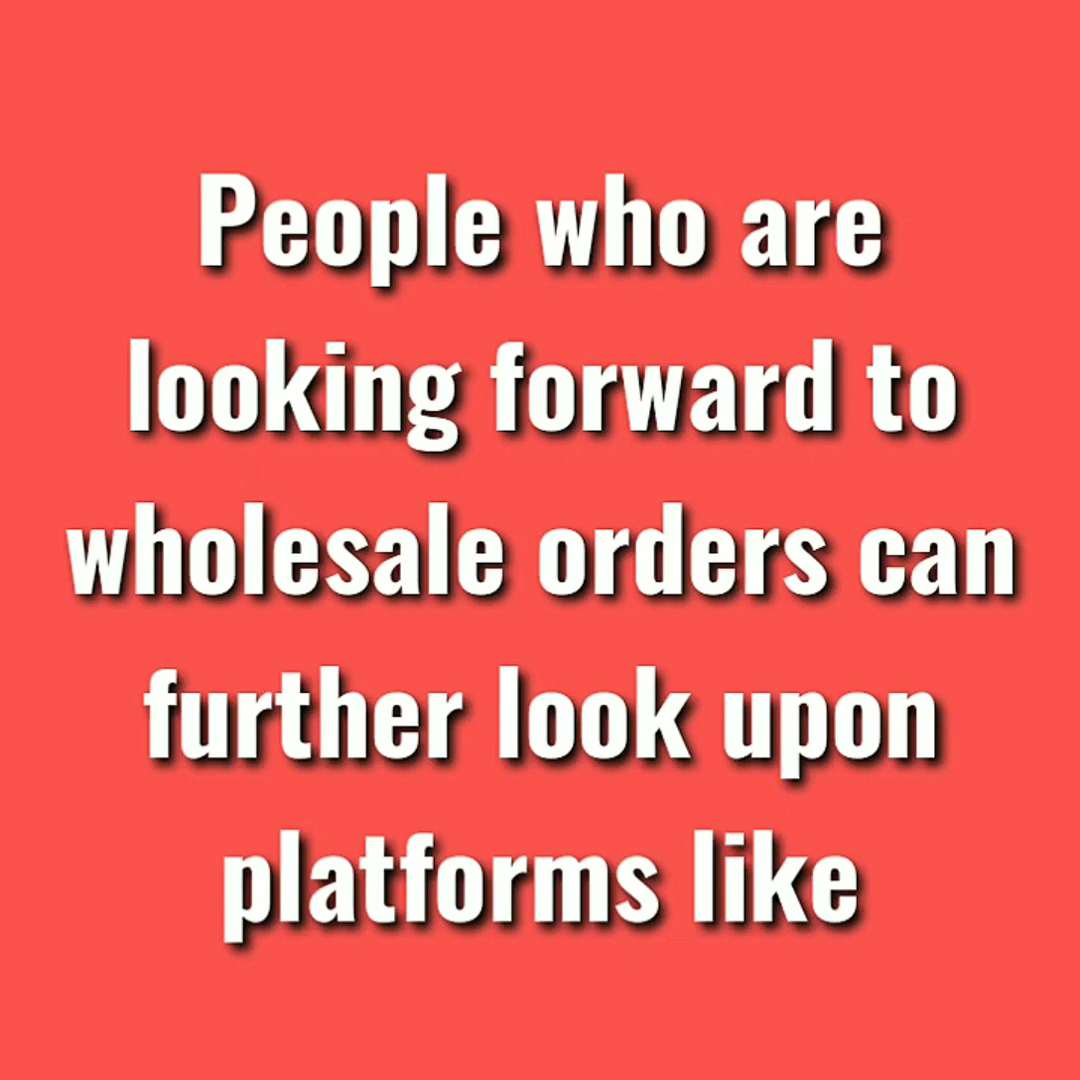 People who are
looking forward to
wholesale orders can
further look upon
platforms like